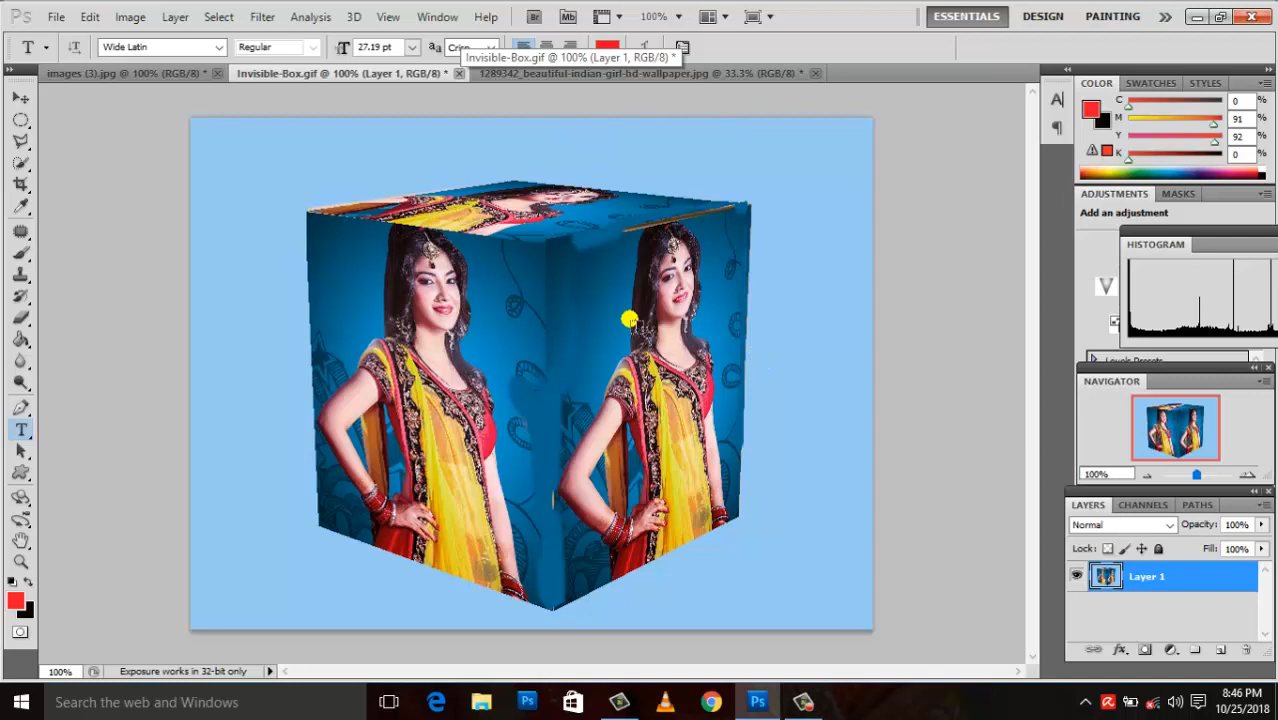 Ps File Edit Image Layer Select Filter Analysis 3D View Window Help Br Mb 100% ESSENTIALS DESIGN PAINTING
T Wide Latin Regular 27.19 pt
Invisible-Box.gif @ 100% (Layer 1, RGB/8) *
images (3).jpg @ 100% (RGB/8) * Invisible-Box.gif @ 100% (Layer 1, RGB/8) * 1289342_beautiful-indian-girl-hd-wallpaper.jpg @ 33.3% (RGB/8) *
COLOR SWATCHES STYLES
C 0 %
M 91 %
Y 92 %
K 0 %
ADJUSTMENTS MASKS
Add an adjustment
HISTOGRAM
NAVIGATOR
100%
LAYERS CHANNELS PATHS
Normal Opacity: 100%
Lock: Fill: 100%
Layer 1
100% Exposure works in 32-bit only
Search the web and Windows
8:46 PM
10/25/2018